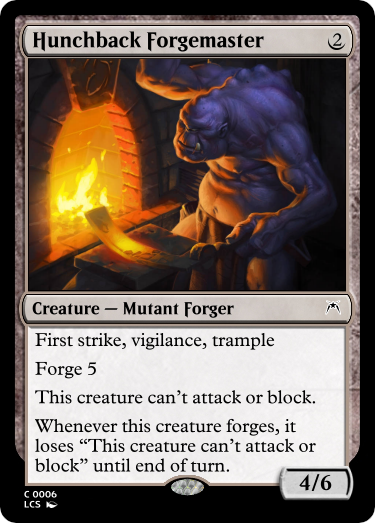 Hunchback Forgemaster 2
Creature — Mutant Forger
First strike, vigilance, trample
Forge 5
This creature can't attack or block.
Whenever this creature forges, it
loses “This creature can't attack or
block” until end of turn.
4/6
C 0006
LCS